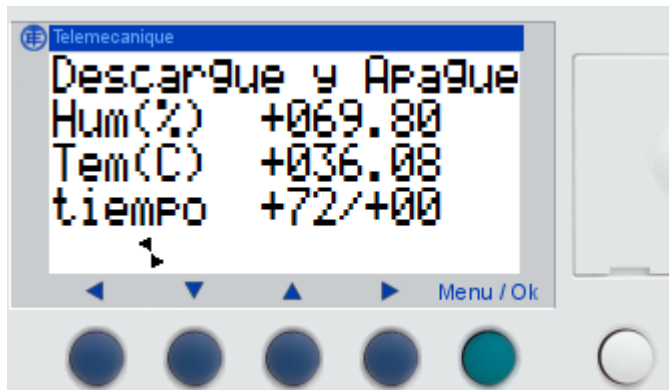 Telemecanique
Descargue y Apague
Hum(%) +069.80
Tem(C) +036.08
tiempo +72/+00
Menu / Ok